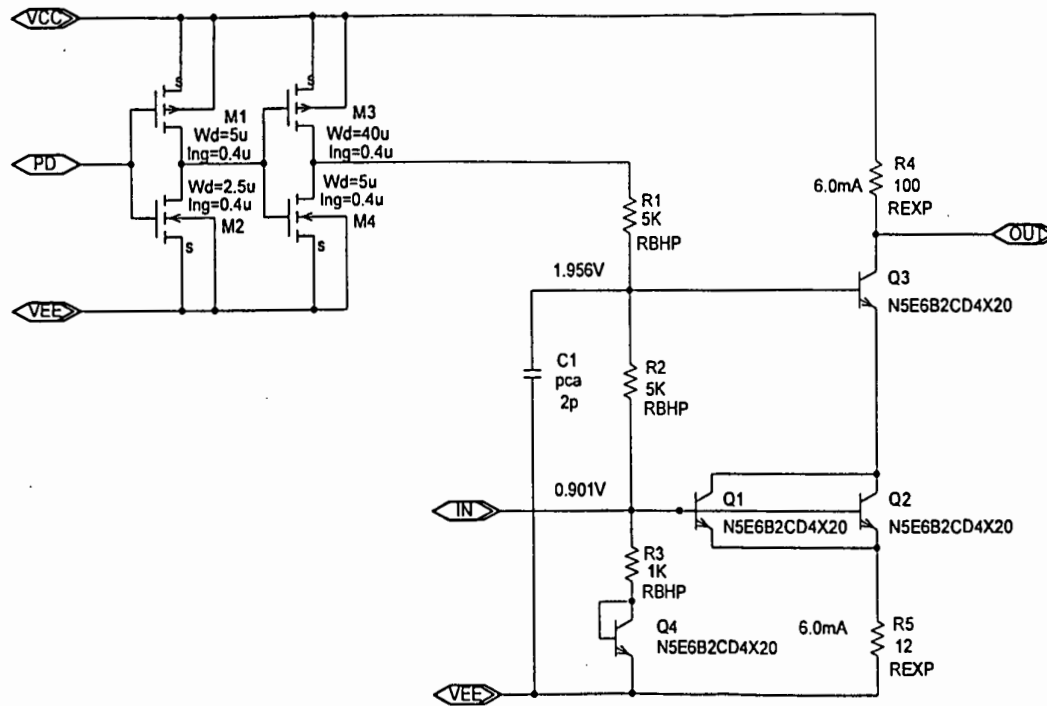 VCC
S
S
M1
M3
Wd=5u
lng=0.4u
Wd=40u
lng=0.4u
PD
Wd=2.5u
lng=0.4u
M2
Wd=5u
lng=0.4u
M4
S
S
VEE
R1
5K
RBHP
6.0mA
R4
100
REXP
OUT
1.956V
Q3
N5E6B2CD4X20
C1
pca
2p
R2
5K
RBHP
0.901V
IN
Q1
N5E6B2CD4X20
Q2
N5E6B2CD4X20
R3
1K
RBHP
Q4
N5E6B2CD4X20
6.0mA
R5
12
REXP
VEE